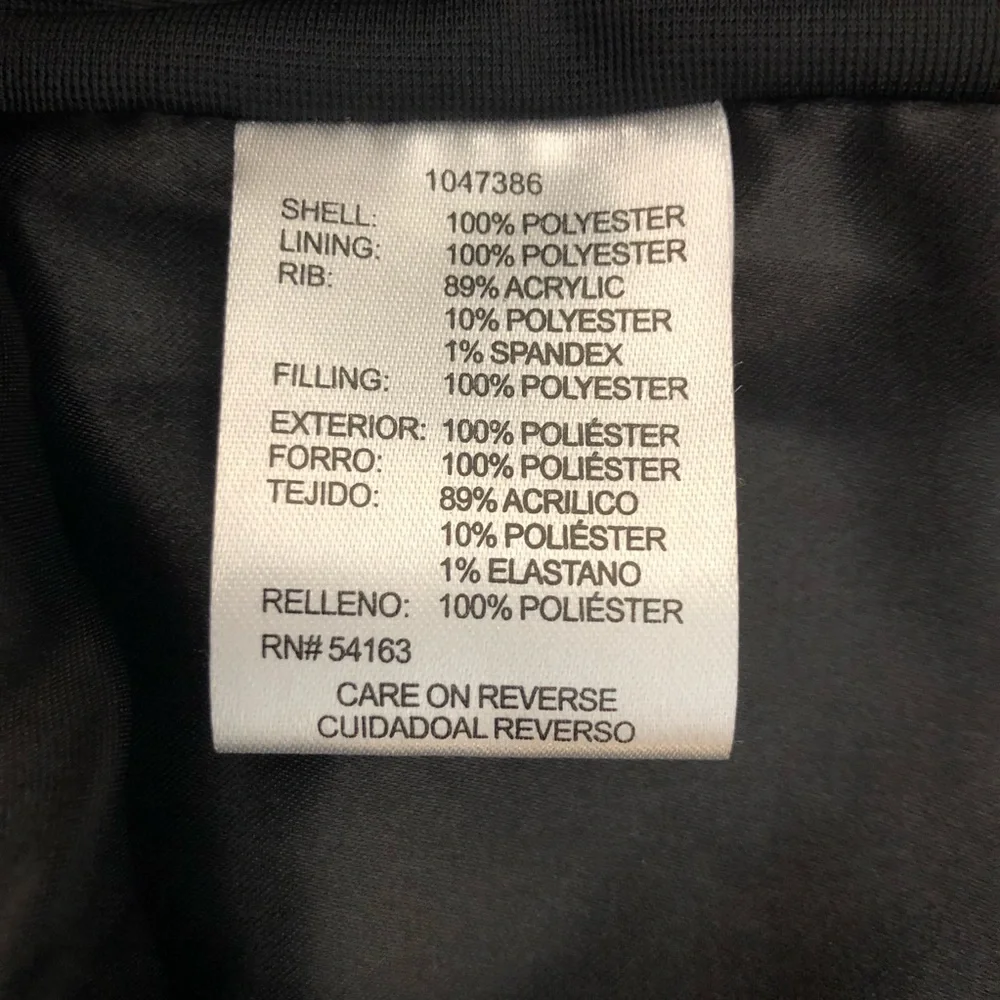 1047386
SHELL: 100% POLYESTER
LINING: 100% POLYESTER
RIB: 89% ACRYLIC
10% POLYESTER
1% SPANDEX
FILLING: 100% POLYESTER
EXTERIOR: 100% POLIÉSTER
FORRO: 100% POLIÉSTER
TEJIDO: 89% ACRILICO
10% POLIÉSTER
1% ELASTANO
RELLENO: 100% POLIÉSTER
RN# 54163
CARE ON REVERSE
CUIDADOAL REVERSO